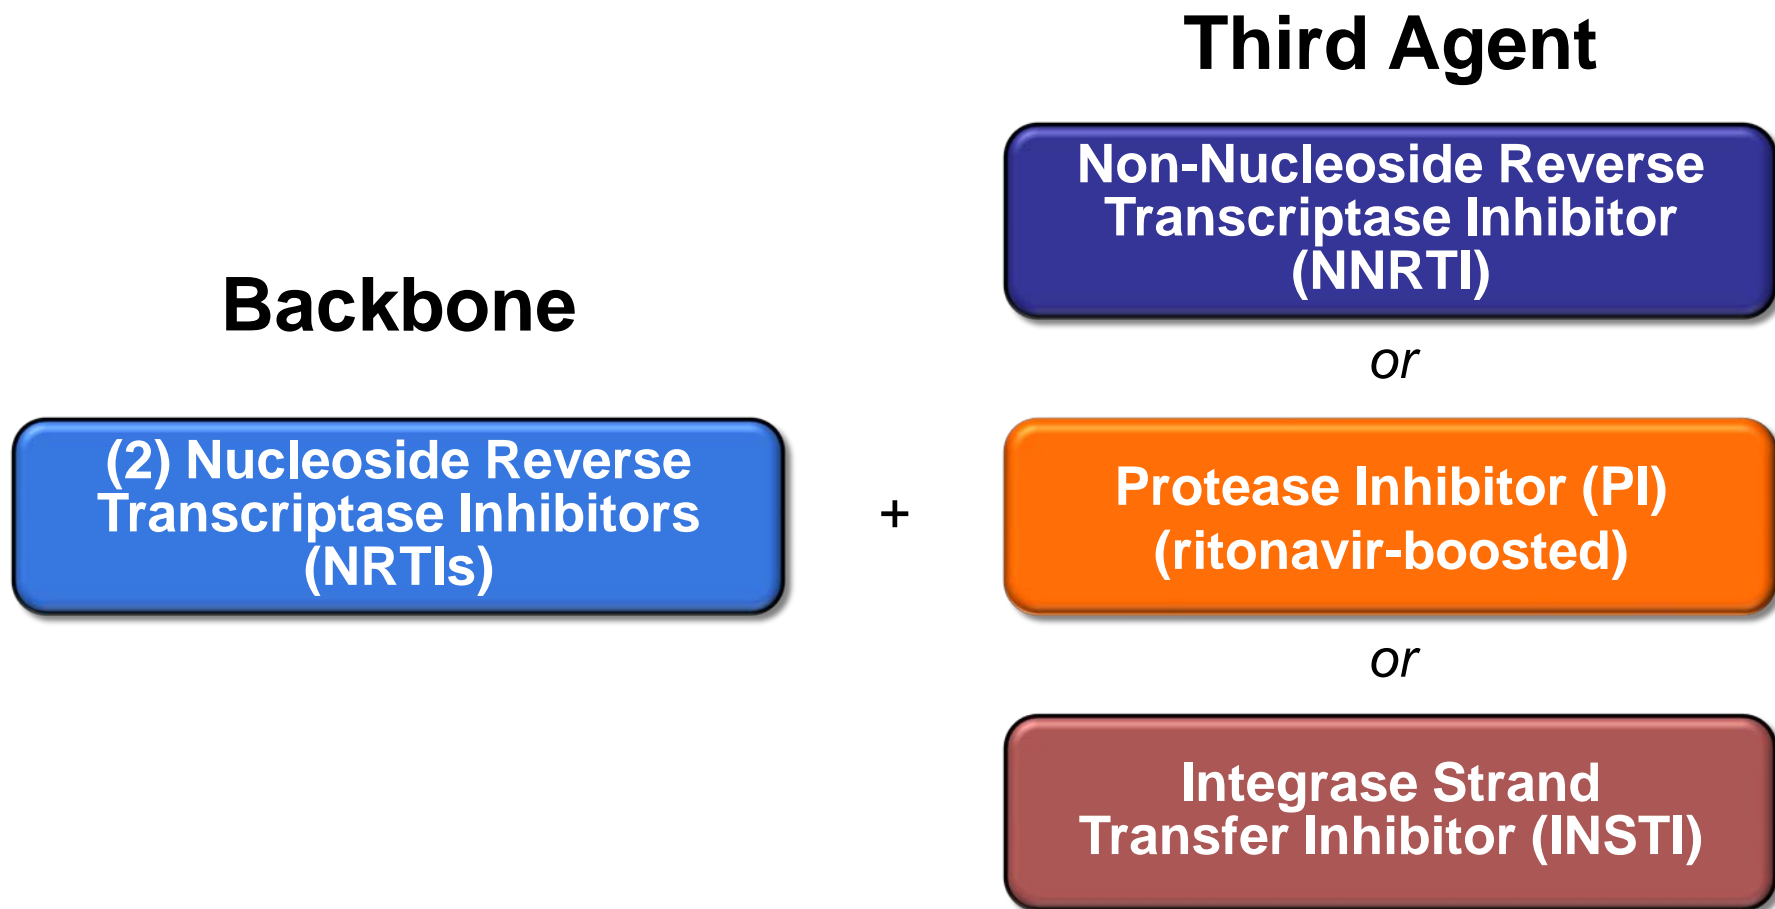 Third Agent
Non-Nucleoside Reverse
Transcriptase Inhibitor
(NNRTI)
Backbone
or
(2) Nucleoside Reverse
Transcriptase Inhibitors
(NRTIs)
+
Protease Inhibitor (PI)
(ritonavir-boosted)
or
Integrase Strand
Transfer Inhibitor (INSTI)